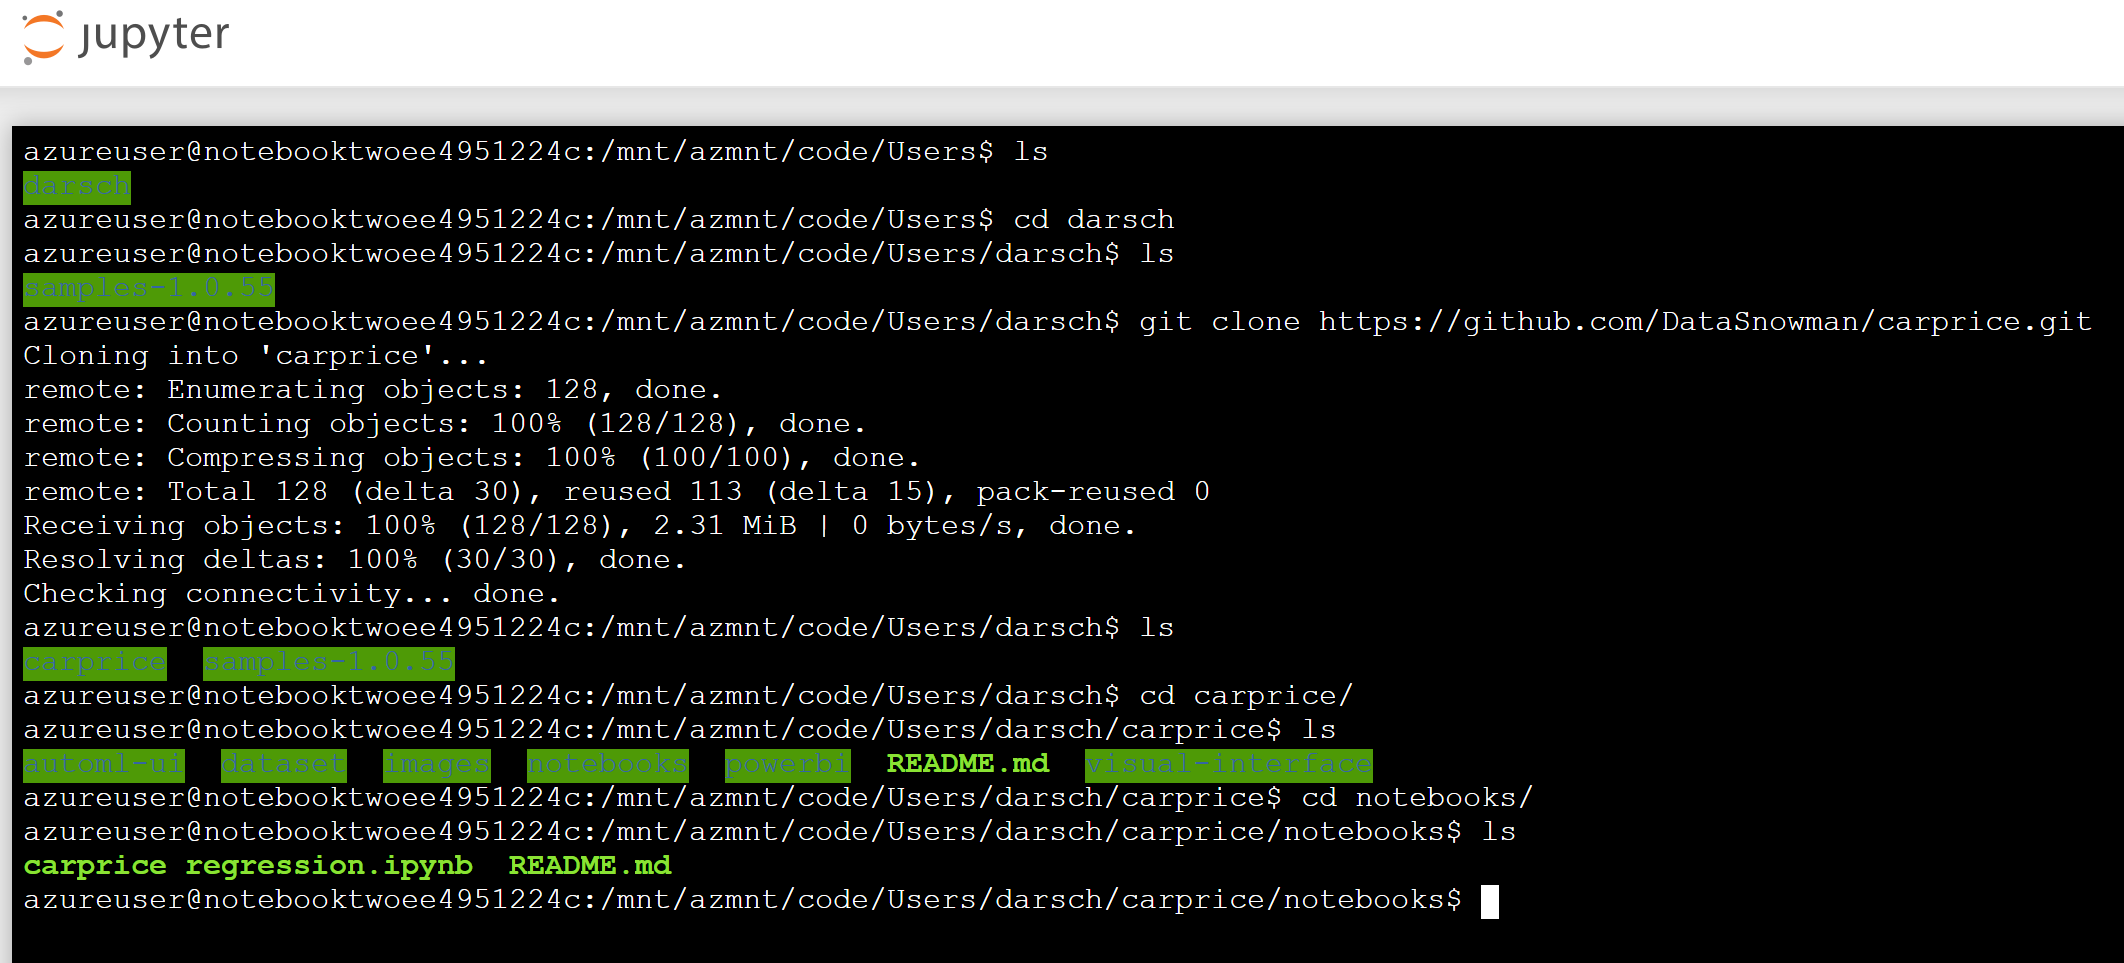 jupyter
azureuser@notebooktwoee4951224c:/mnt/azmnt/code/Users$ ls
darsch
azureuser@notebooktwoee4951224c:/mnt/azmnt/code/Users$ cd darsch
azureuser@notebooktwoee4951224c:/mnt/azmnt/code/Users/darsch$ ls
samples-1.0.55
azureuser@notebooktwoee4951224c:/mnt/azmnt/code/Users/darsch$ git clone https://github.com/DataSnowman/carprice.git
Cloning into 'carprice'...
remote: Enumerating objects: 128, done.
remote: Counting objects: 100% (128/128), done.
remote: Compressing objects: 100% (100/100), done.
remote: Total 128 (delta 30), reused 113 (delta 15), pack-reused 0
Receiving objects: 100% (128/128), 2.31 MiB | 0 bytes/s, done.
Resolving deltas: 100% (30/30), done.
Checking connectivity... done.
azureuser@notebooktwoee4951224c:/mnt/azmnt/code/Users/darsch$ ls
carprice  samples-1.0.55
azureuser@notebooktwoee4951224c:/mnt/azmnt/code/Users/darsch$ cd carprice/
azureuser@notebooktwoee4951224c:/mnt/azmnt/code/Users/darsch/carprice$ ls
automl-ui  dataset  images  notebooks  powerbi  README.md  visual-interface
azureuser@notebooktwoee4951224c:/mnt/azmnt/code/Users/darsch/carprice$ cd notebooks/
azureuser@notebooktwoee4951224c:/mnt/azmnt/code/Users/darsch/carprice/notebooks$ ls
carprice regression.ipynb  README.md
azureuser@notebooktwoee4951224c:/mnt/azmnt/code/Users/darsch/carprice/notebooks$